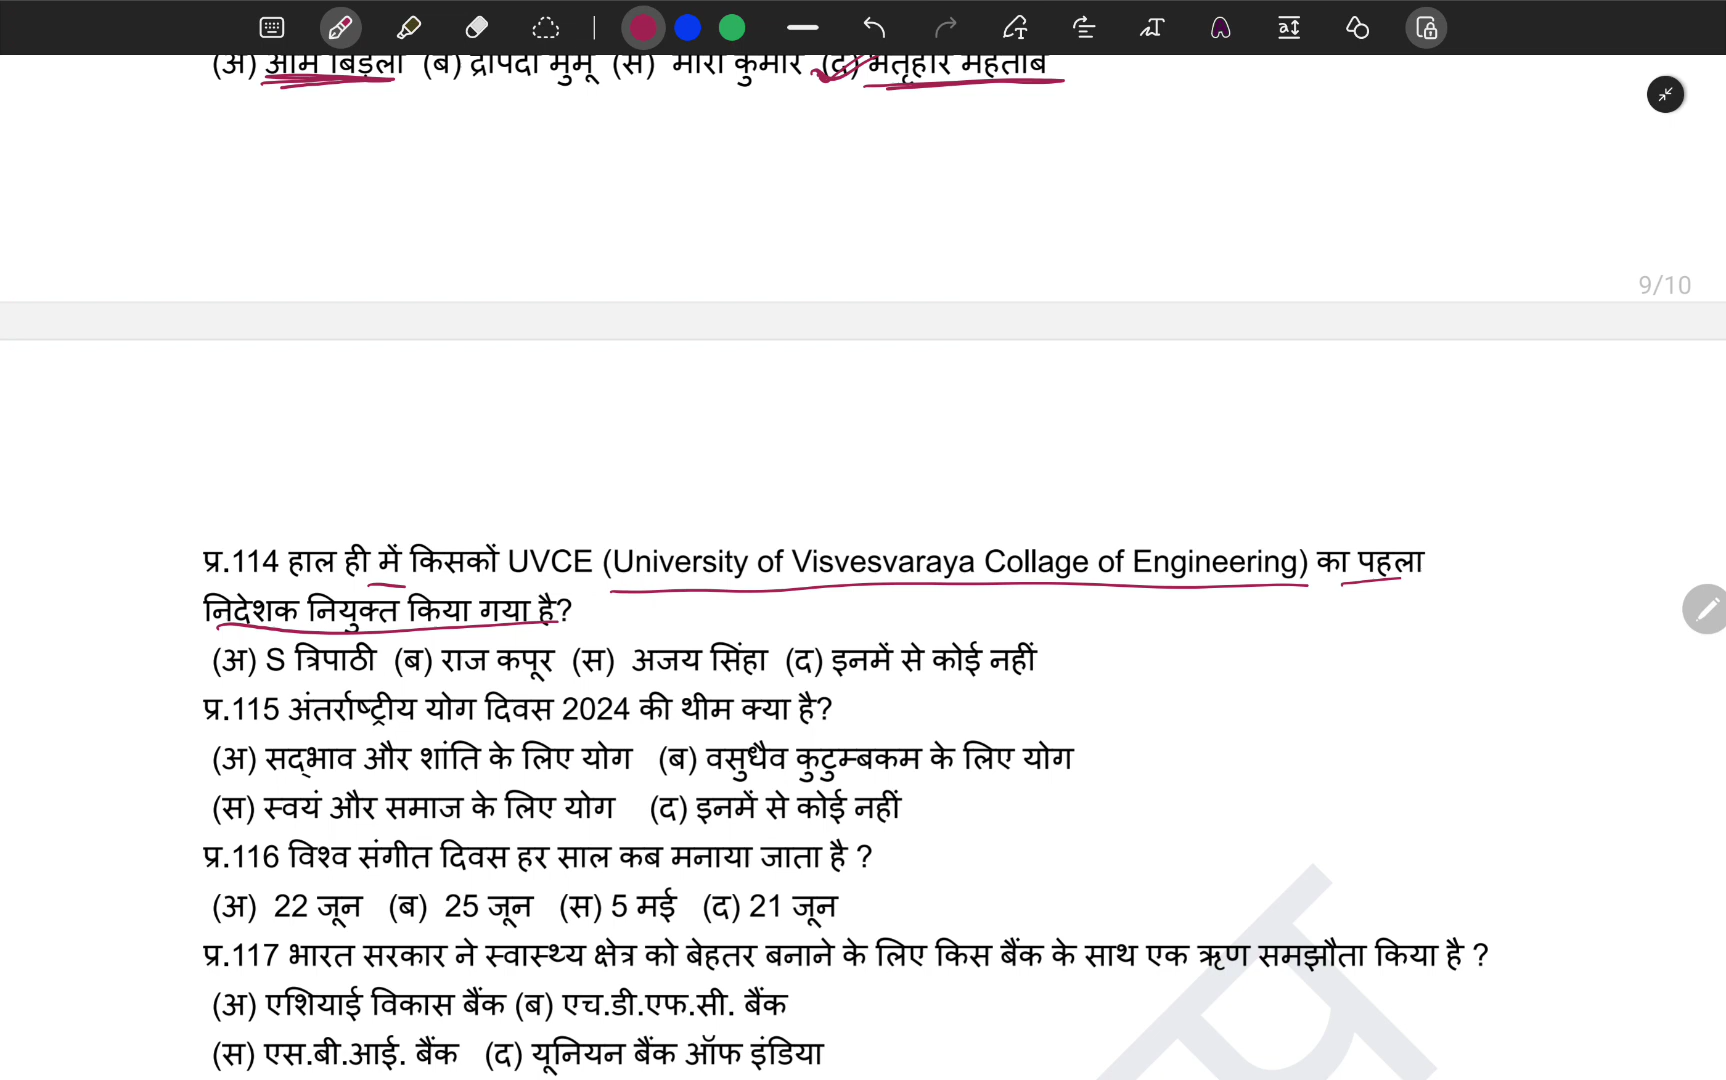 (अ) ओम बिड़ला (ब) द्रौपदी मुर्मू (स) मीरा कुमार (द) भर्तृहरि महताब
9/10
प्र.114 हाल ही में किसकों UVCE (University of Visvesvaraya Collage of Engineering) का पहला
निदेशक नियुक्त किया गया है?
(अ) S त्रिपाठी (ब) राज कपूर (स) अजय सिंहा (द) इनमें से कोई नहीं
प्र.115 अंतर्राष्ट्रीय योग दिवस 2024 की थीम क्या है?
(अ) सद्भाव और शांति के लिए योग (ब) वसुधैव कुटुम्बकम के लिए योग
(स) स्वयं और समाज के लिए योग (द) इनमें से कोई नहीं
प्र.116 विश्व संगीत दिवस हर साल कब मनाया जाता है ?
(अ) 22 जून (ब) 25 जून (स) 5 मई (द) 21 जून
प्र.117 भारत सरकार ने स्वास्थ्य क्षेत्र को बेहतर बनाने के लिए किस बैंक के साथ एक ऋण समझौता किया है ?
(अ) एशियाई विकास बैंक (ब) एच.डी.एफ.सी. बैंक
(स) एस.बी.आई. बैंक (द) यूनियन बैंक ऑफ इंडिया